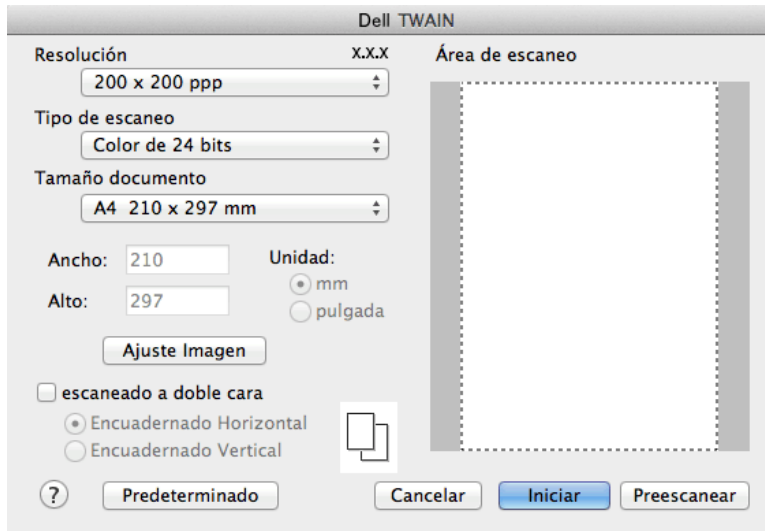 Dell TWAIN
Resolución X.X.X
200 x 200 ppp
Tipo de escaneo
Color de 24 bits
Tamaño documento
A4 210 x 297 mm
Ancho: 210
Alto: 297
Unidad:
mm
pulgada
Ajuste Imagen
escaneado a doble cara
Encuadernado Horizontal
Encuadernado Vertical
Área de escaneo
? Predeterminado Cancelar Iniciar Preescanear